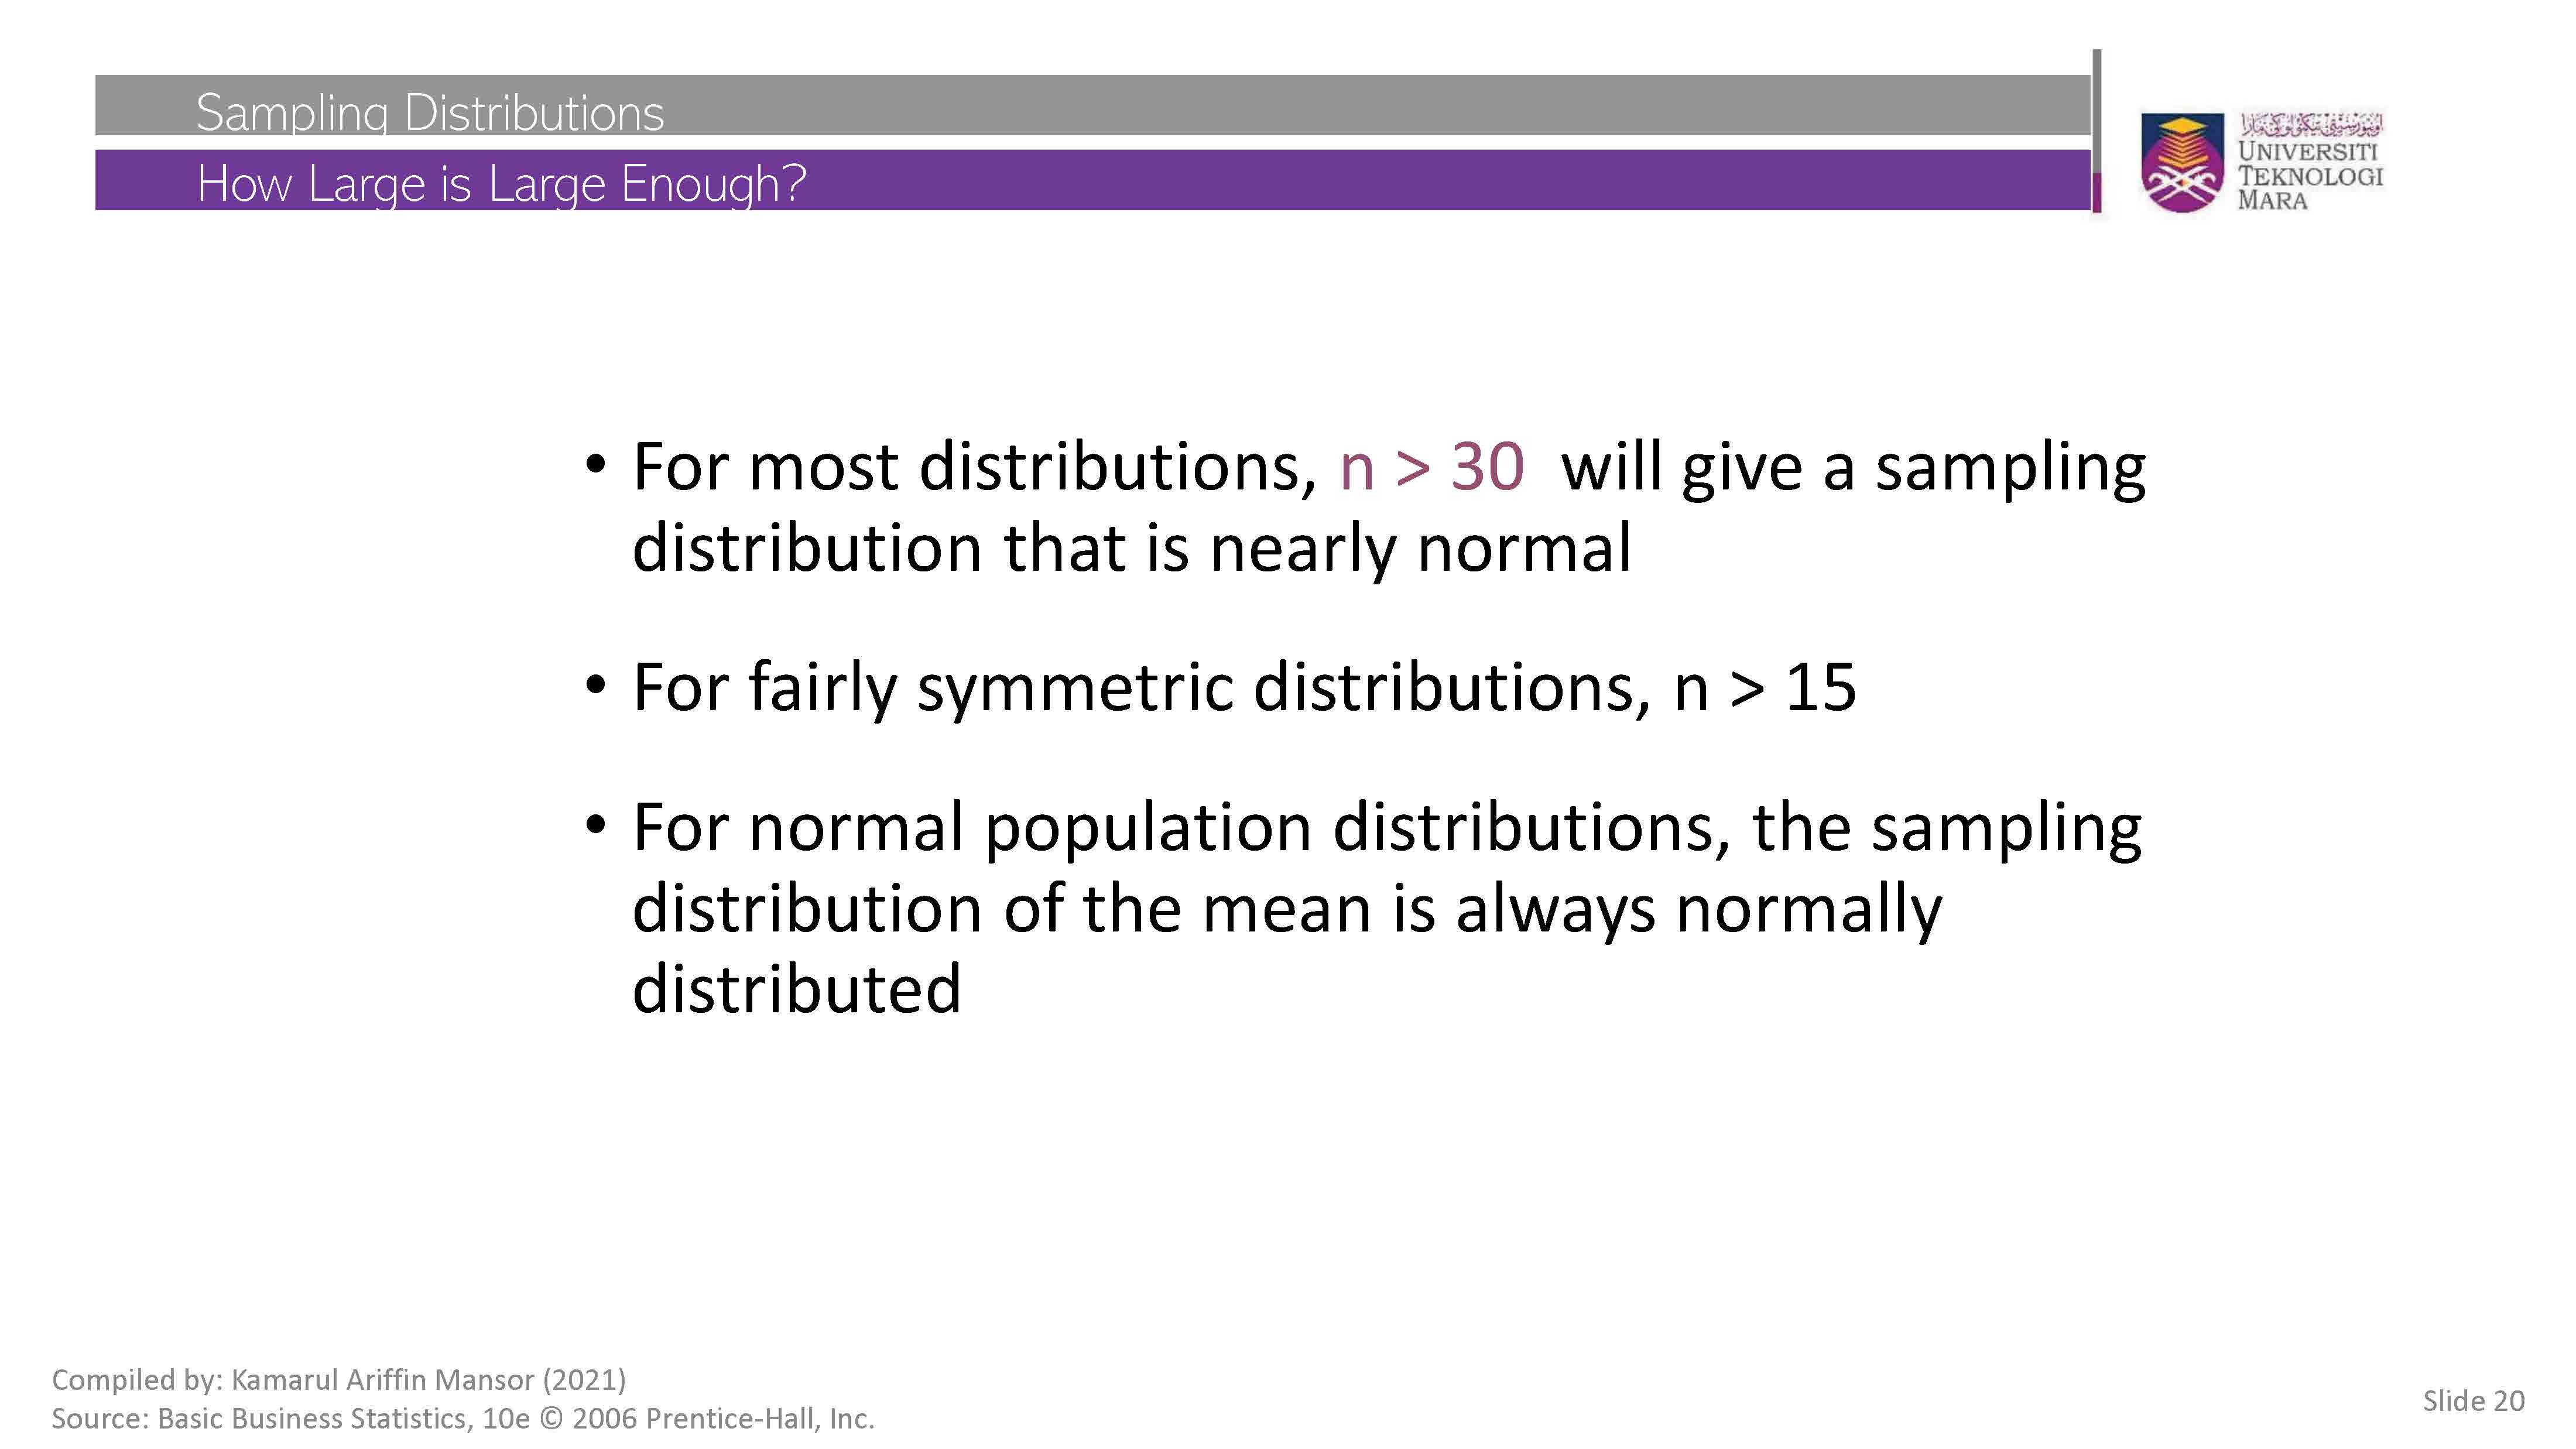 Sampling Distributions
How Large is Large Enough?
UNIVERSITI
TEKNOLOGI
MARA
• For most distributions, n > 30 will give a sampling
distribution that is nearly normal
• For fairly symmetric distributions, n > 15
• For normal population distributions, the sampling
distribution of the mean is always normally
distributed
Compiled by: Kamarul Ariffin Mansor (2021)
Source: Basic Business Statistics, 10e © 2006 Prentice-Hall, Inc.
Slide 20